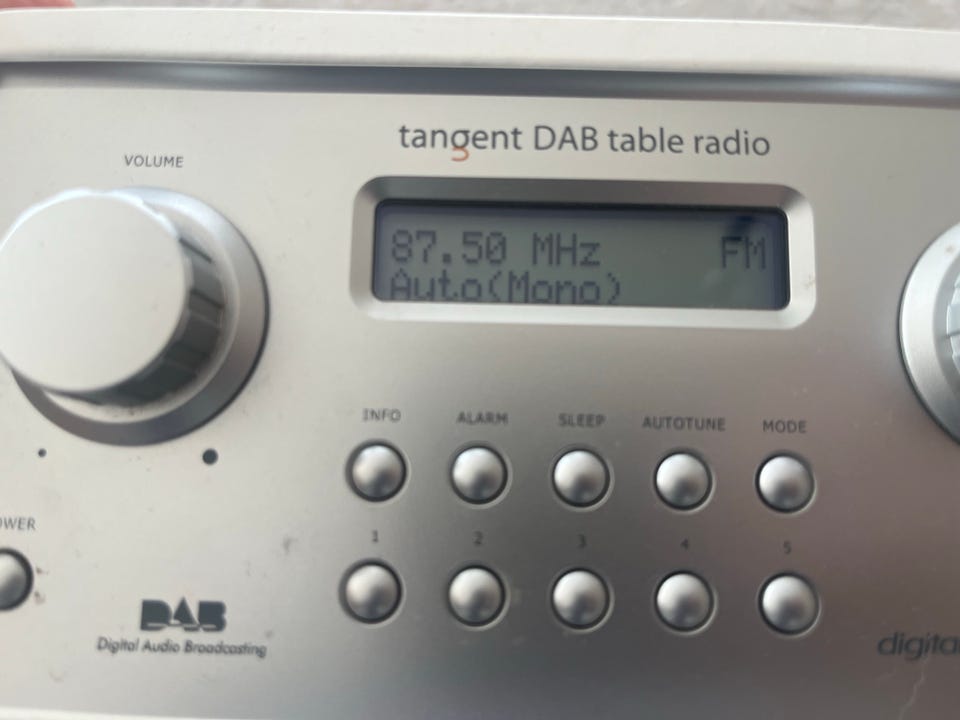 tangent DAB table radio
VOLUME
87.50 MHz FM
Auto(Mono)
INFO ALARM SLEEP AUTOTUNE MODE
OWER
1 2 3 4 5
DAB
Digital Audio Broadcasting
digital